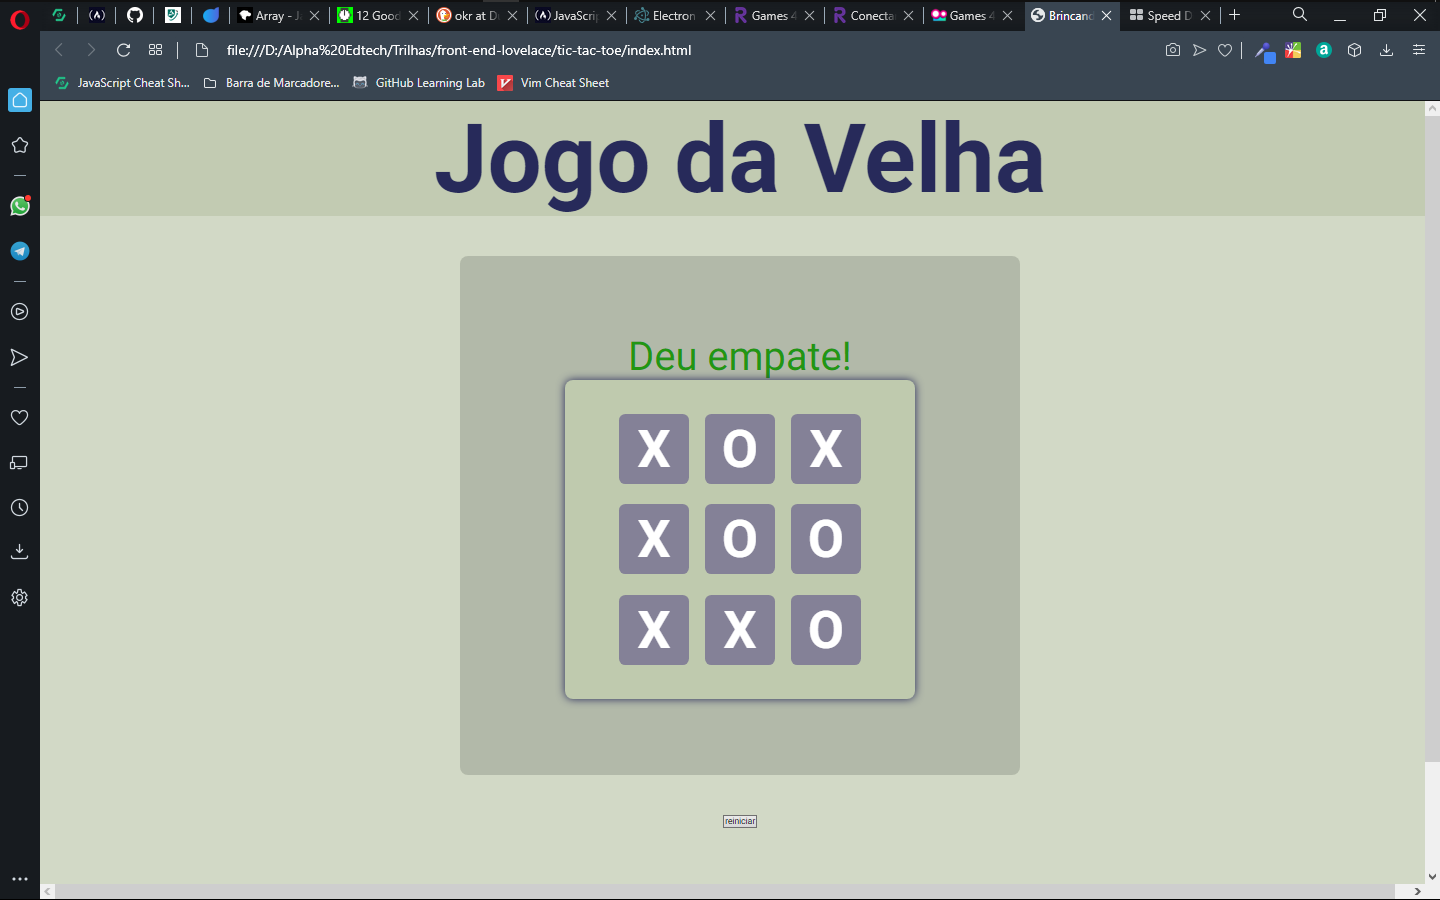 Array - J
12 Good
okr at Du
JavaScrip
Electron
Games 4
Conecta
Games 4
Brincand
Speed D
file:///D:/Alpha%20Edtech/Trilhas/front-end-lovelace/tic-tac-toe/index.html
JavaScript Cheat Sh... Barra de Marcadore... GitHub Learning Lab Vim Cheat Sheet
Jogo da Velha
Deu empate!
X O X
X O O
X X O
reiniciar